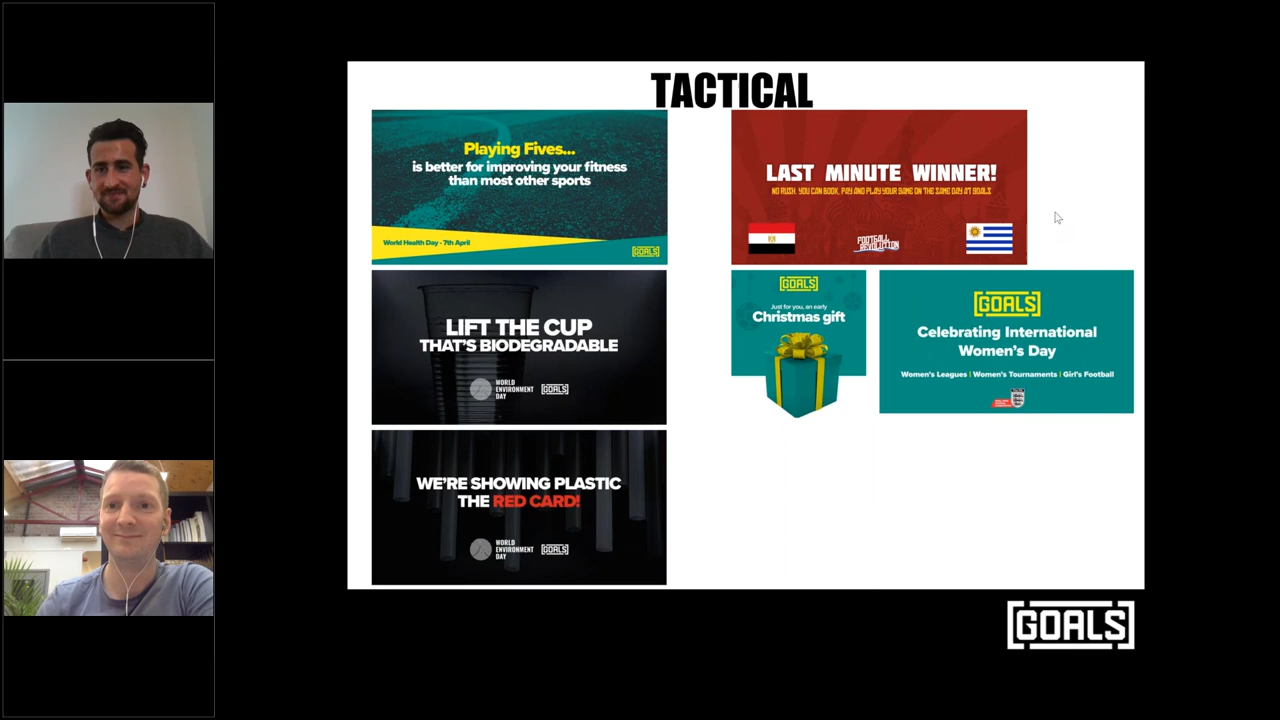 TACTICAL
Playing Fives...
is better for improving your fitness
than most other sports
World Health Day - 7th April
GOALS
LAST MINUTE WINNER!
NO RUSH, YOU CAN BOOK, PAY AND PLAY YOUR GAME ON THE SAME DAY AT GOALS
FOOTBALL
REVOLUTION
LIFT THE CUP
THAT'S BIODEGRADABLE
WORLD
ENVIRONMENT
DAY
GOALS
GOALS
Just for you, an early
Christmas gift
GOALS
Celebrating International
Women's Day
Women's Leagues | Women's Tournaments | Girl's Football
WE'RE SHOWING PLASTIC
THE RED CARD!
WORLD
ENVIRONMENT
DAY
GOALS
GOALS